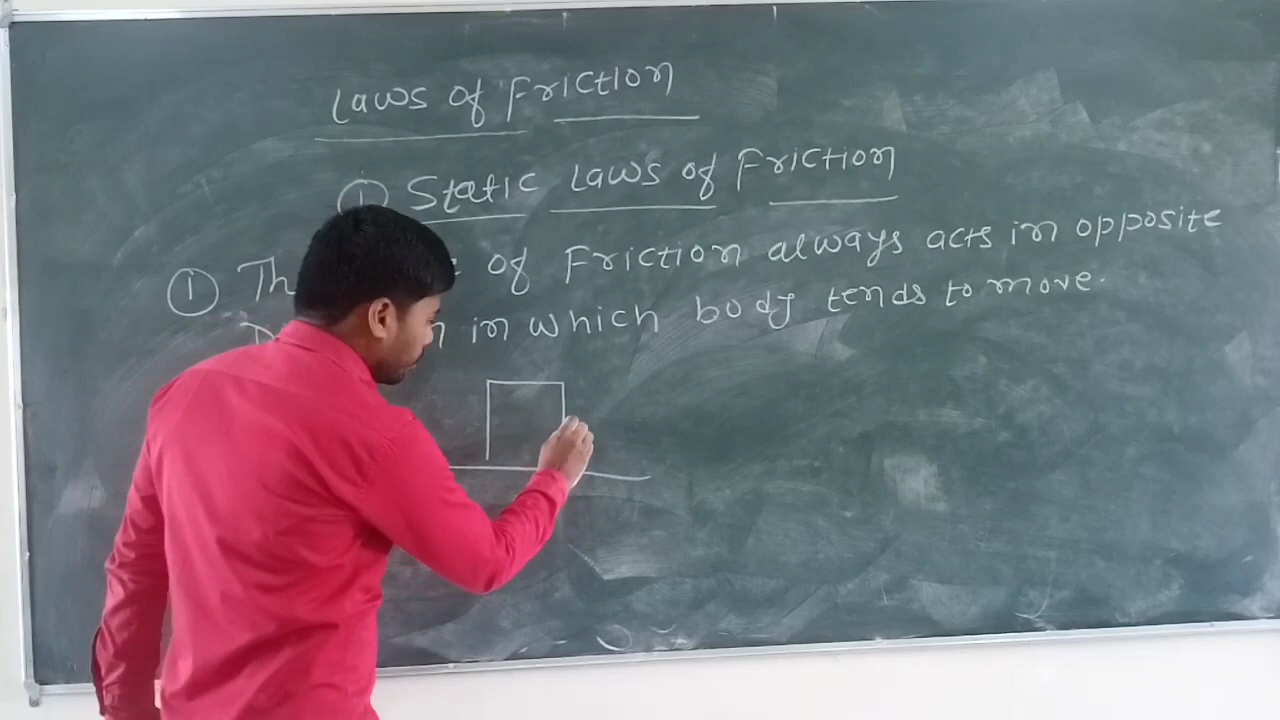 Laws of Friction
① Static Laws of Friction
① Th of Friction always acts in opposite
D n in which body tends to move.